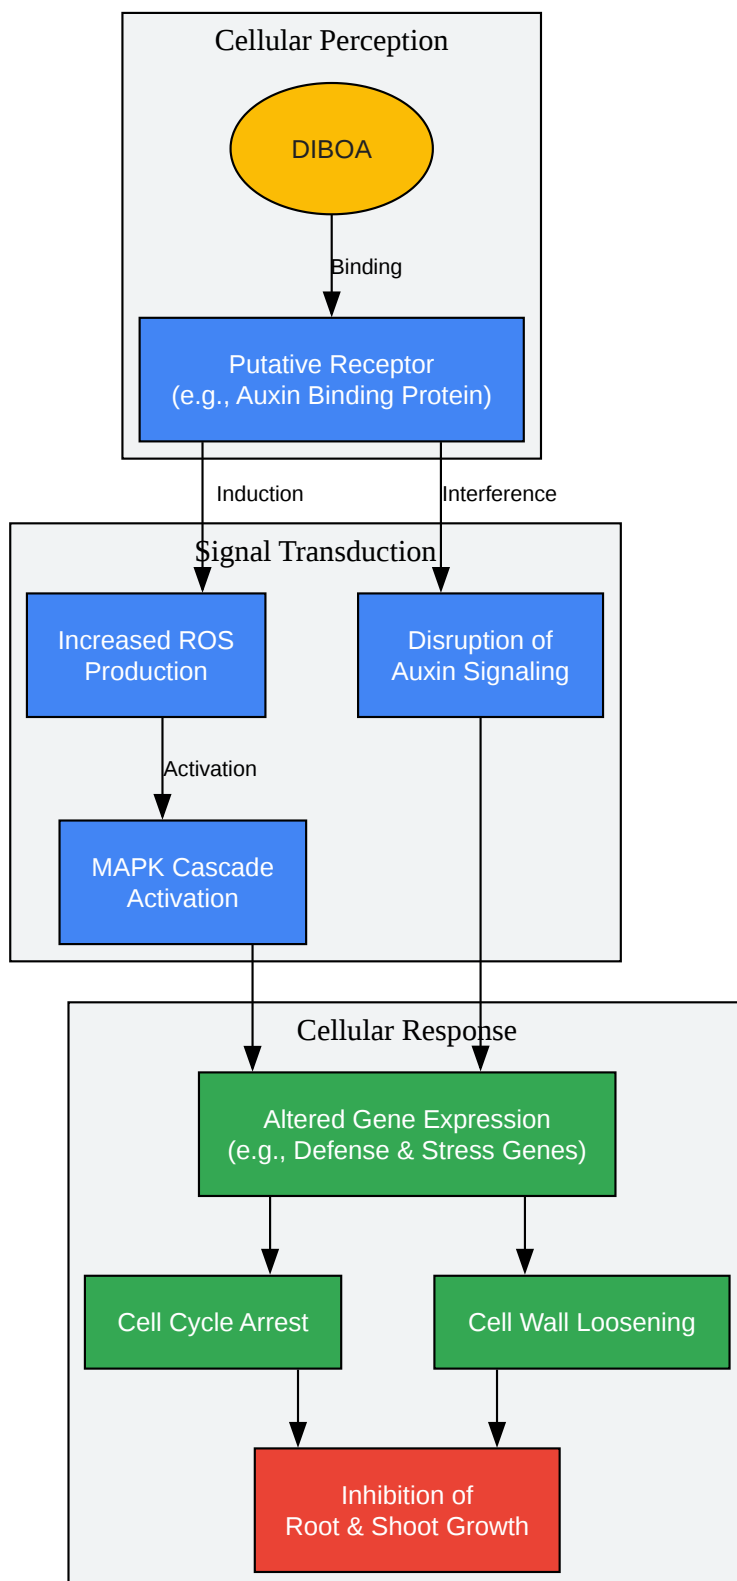 Cellular Perception
DIBOA
Binding
Putative Receptor
(e.g., Auxin Binding Protein)
Induction
Interference
Signal Transduction
Increased ROS
Production
Disruption of
Auxin Signaling
Activation
MAPK Cascade
Activation
Cellular Response
Altered Gene Expression
(e.g., Defense & Stress Genes)
Cell Cycle Arrest
Cell Wall Loosening
Inhibition of
Root & Shoot Growth